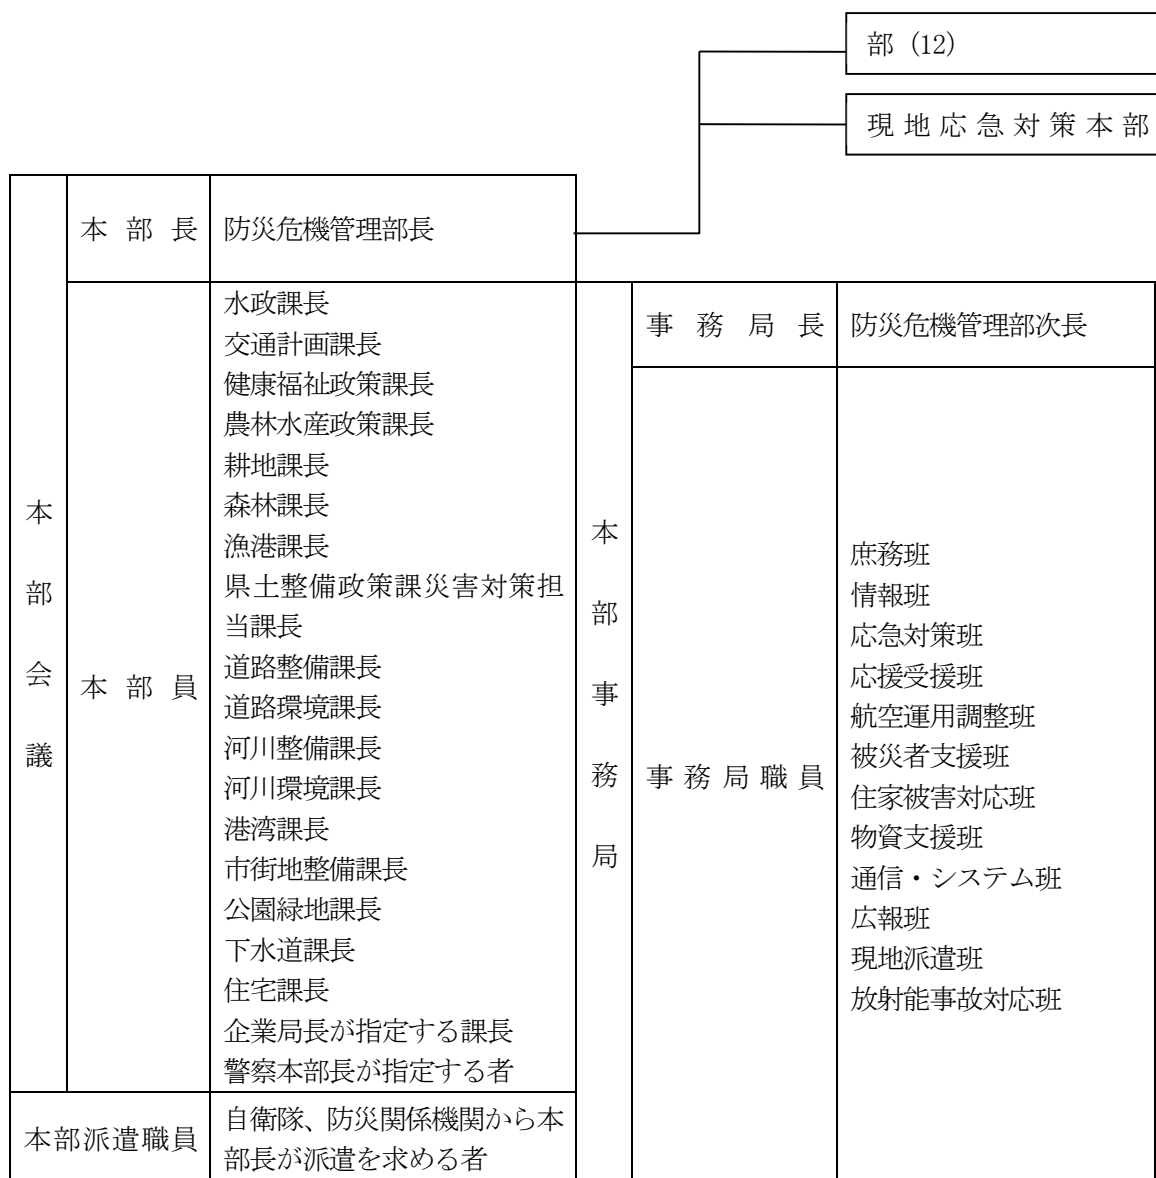 部 (12)
現地応急対策本部
本部会議
本部長
防災危機管理部長
本部員
水政課長
交通計画課長
健康福祉政策課長
農林水産政策課長
耕地課長
森林課長
漁港課長
県土整備政策課災害対策担
当課長
道路整備課長
道路環境課長
河川整備課長
河川環境課長
港湾課長
市街地整備課長
公園緑地課長
下水道課長
住宅課長
企業局長が指定する課長
警察本部長が指定する者
本部派遣職員
自衛隊、防災関係機関から本
部長が派遣を求める者
本部事務局
事務局長
防災危機管理部次長
事務局職員
庶務班
情報班
応急対策班
応援受援班
航空運用調整班
被災者支援班
住家被害対応班
物資支援班
通信・システム班
広報班
現地派遣班
放射能事故対応班